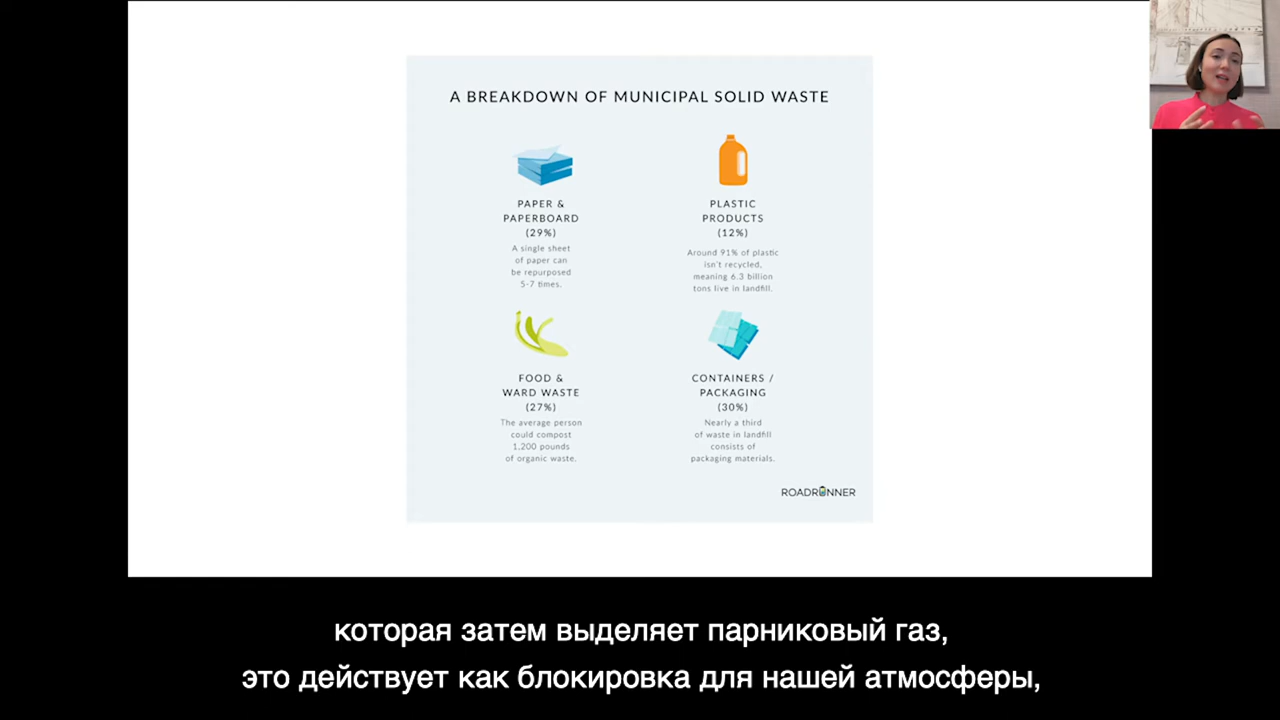 A BREAKDOWN OF MUNICIPAL SOLID WASTE
PAPER &
PAPERBOARD
(29%)
A single sheet
of paper can
be repurposed
5-7 times.
PLASTIC
PRODUCTS
(12%)
Around 91% of plastic
isn't recycled,
meaning 6.3 billion
tons live in landfill.
FOOD &
WARD WASTE
(27%)
The average person
could compost
1,200 pounds
of organic waste.
CONTAINERS /
PACKAGING
(30%)
Nearly a third
of waste in landfill
consists of
packaging materials.
ROADRUNNER
которая затем выделяет парниковый газ,
это действует как блокировка для нашей атмосферы,